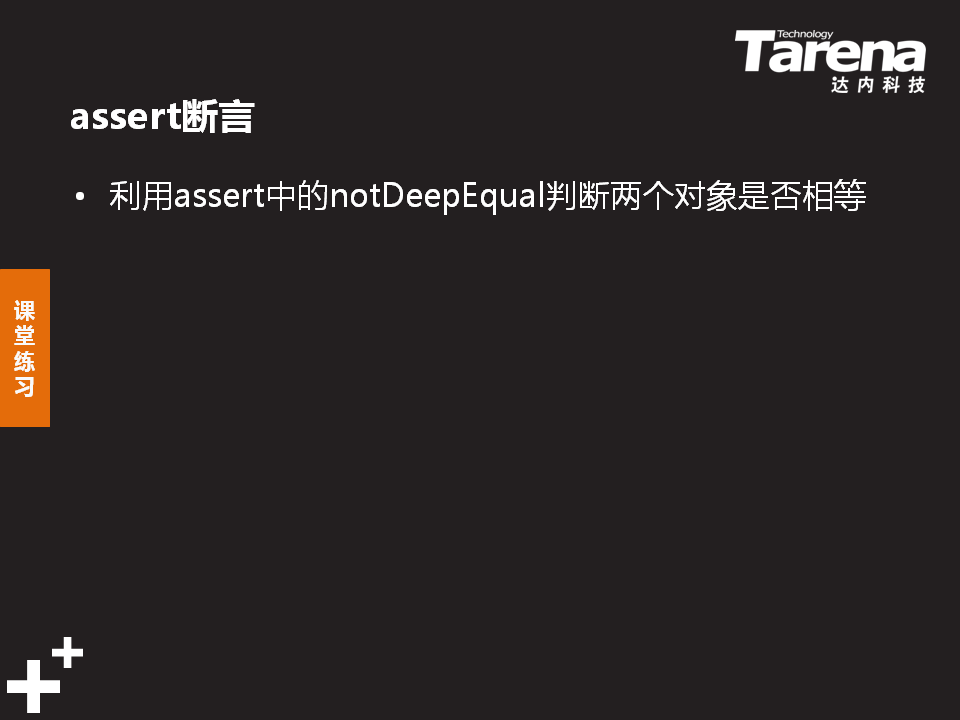 Technology
Tarena
达内科技
assert断言
• 利用assert中的notDeepEqual判断两个对象是否相等
课
堂
练
习